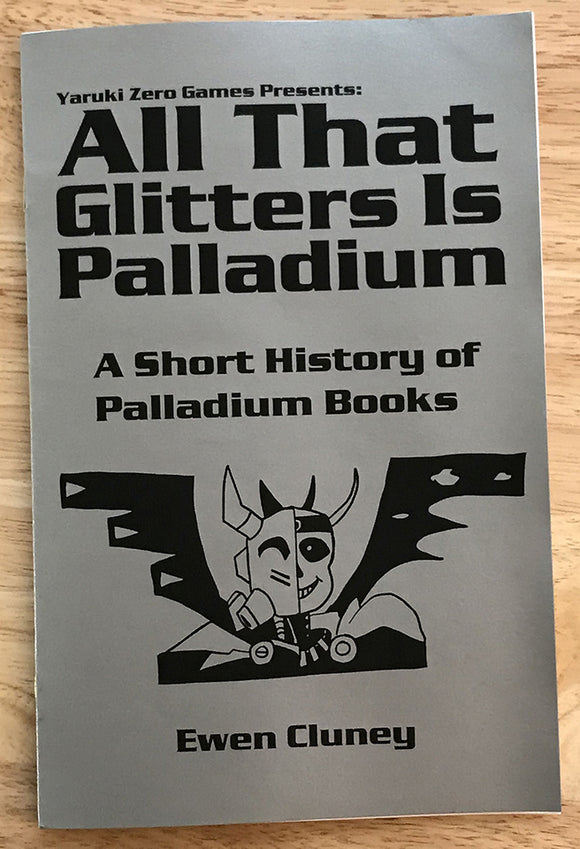 Yaruki Zero Games Presents:
All That
Glitters Is
Palladium
A Short History of
Palladium Books
Ewen Cluney